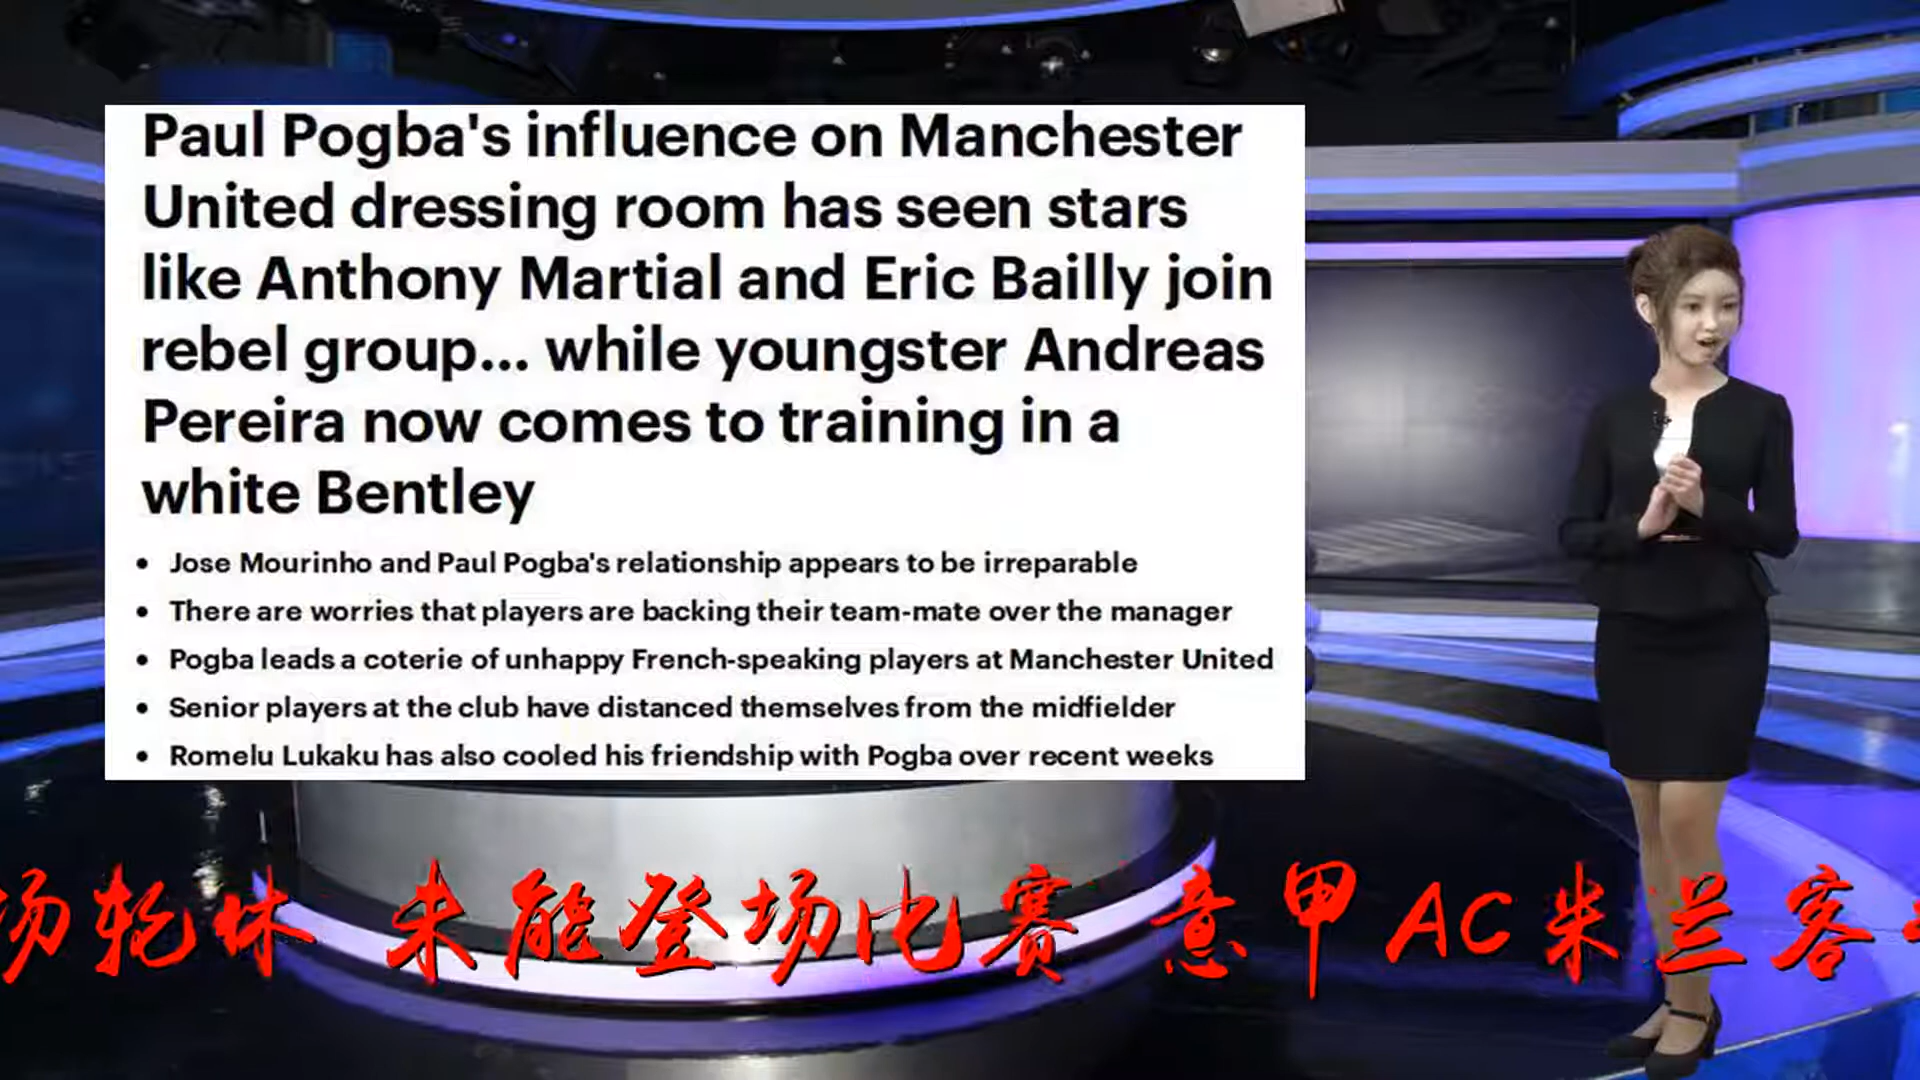 Paul Pogba's influence on Manchester
United dressing room has seen stars
like Anthony Martial and Eric Bailly join
rebel group... while youngster Andreas
Pereira now comes to training in a
white Bentley
• Jose Mourinho and Paul Pogba's relationship appears to be irreparable
• There are worries that players are backing their team-mate over the manager
• Pogba leads a coterie of unhappy French-speaking players at Manchester United
• Senior players at the club have distanced themselves from the midfielder
• Romelu Lukaku has also cooled his friendship with Pogba over recent weeks
场轮休 未能登场比赛 意甲AC米兰客